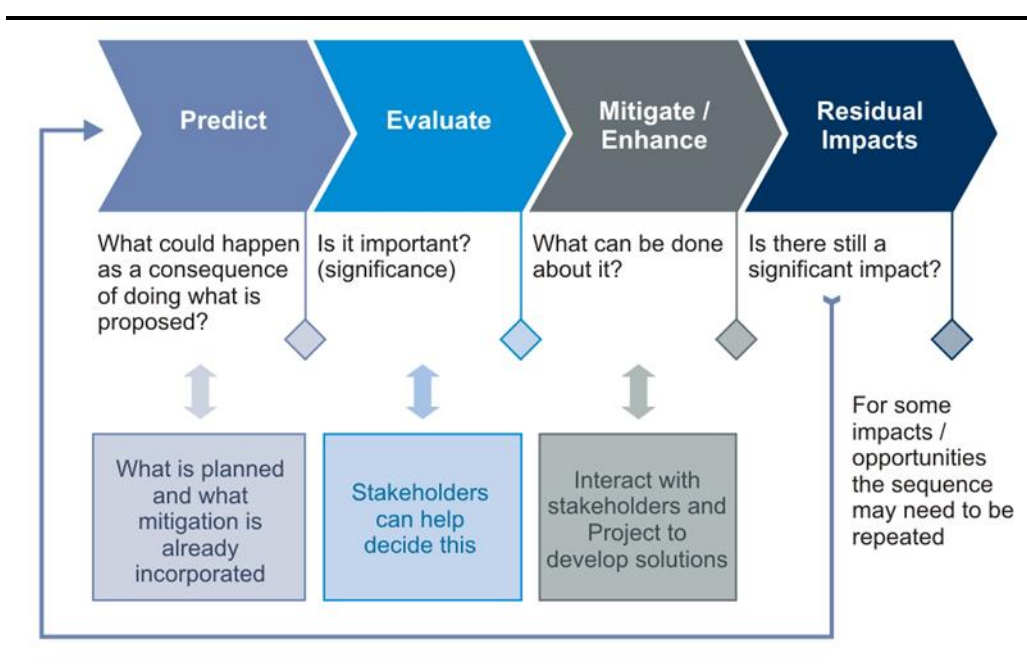 Predict
Evaluate
Mitigate /
Enhance
Residual
Impacts
What could happen
as a consequence
of doing what is
proposed?
Is it important?
(significance)
What can be done
about it?
Is there still a
significant impact?
What is planned
and what
mitigation is
already
incorporated
Stakeholders
can help
decide this
Interact with
stakeholders and
Project to
develop solutions
For some
impacts /
opportunities
the sequence
may need to be
repeated